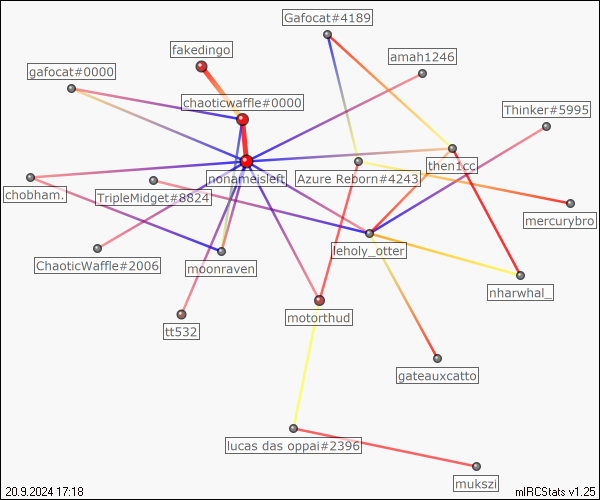 Gafocat#4189
fakedingo
amah1246
gafocat#0000
chaoticwaffle#0000
Thinker#5995
then1cc
nonameisleft
Azure Reborn#4243
chobham.
TripleMidget#8824
mercurybro
leholy_otter
ChaoticWaffle#2006
moonraven
nharwhal_
motorthud
tt532
gateauxcatto
lucas das oppai#2396
mukszi
20.9.2024 17:18
mIRCStats v1.25